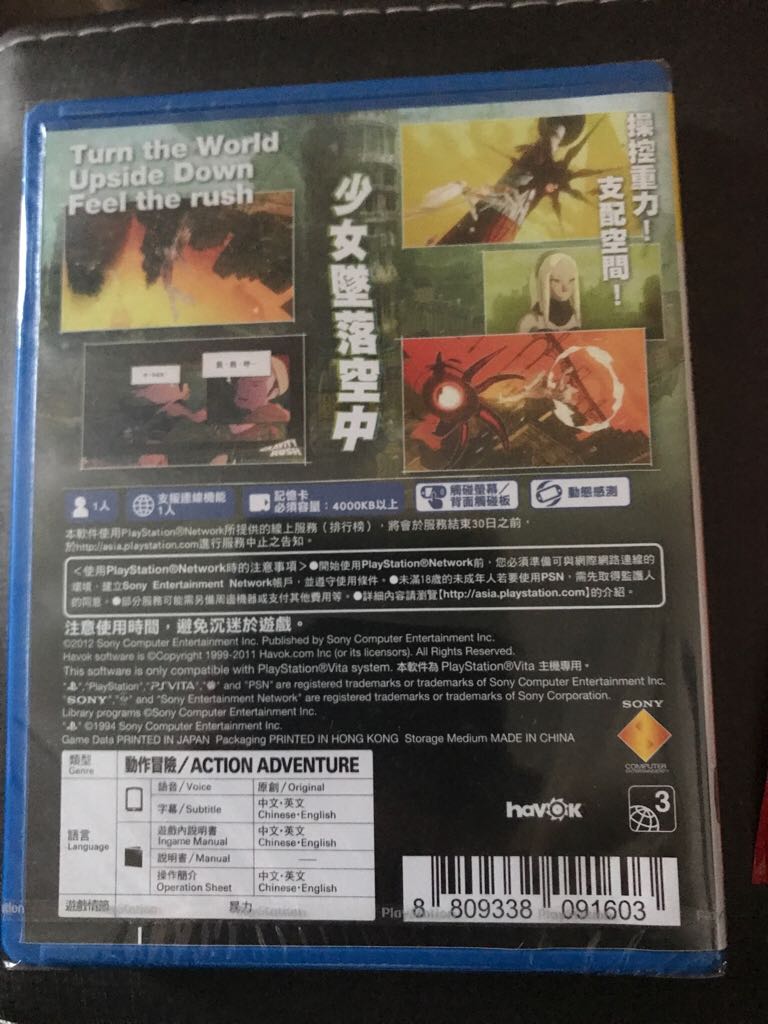 Turn the World
Upside Down
Feel the rush
操控重力！
支配空間！
少女墜落空中
GRAVITY
RUSH
1人
支援連線機能
1人
記憶卡
必須容量：4000KB以上
觸碰螢幕/
背面觸碰板
動態感測
本軟件使用PlayStation®Network所提供的線上服務（排行榜），將會於服務結束30日之前，
於http://asia.playstation.com進行服務中止之告知。
＜使用PlayStation®Network時的注意事項＞●開始使用PlayStation®Network前，您必須準備可與網際網路連線的
環境，建立Sony Entertainment Network帳戶，並遵守使用條件。●未滿18歲的未成年人若要使用PSN，需先取得監護人
的同意。●部分服務可能需另備周邊機器或支付其他費用等。●詳細內容請瀏覽【http://asia.playstation.com】的介紹。
注意使用時間，避免沉迷於遊戲。
©2012 Sony Computer Entertainment Inc. Published by Sony Computer Entertainment Inc.
Havok software is ©Copyright 1999-2011 Havok.com Inc (or its licensors). All Rights Reserved.
This software is only compatible with PlayStation®Vita system. 本軟件為 PlayStation®Vita 主機專用。
"PlayStation", "PSVITA", and "PSN" are registered trademarks or trademarks of Sony Computer Entertainment Inc.
"SONY", and "Sony Entertainment Network" are registered trademarks or trademarks of Sony Corporation.
Library programs ©Sony Computer Entertainment Inc.
©1994 Sony Computer Entertainment Inc.
Game Data PRINTED IN JAPAN Packaging PRINTED IN HONG KONG Storage Medium MADE IN CHINA
SONY
COMPUTER
ENTERTAINMENT®
類型
Genre
動作冒險/ACTION ADVENTURE
語言
Language
語音/Voice
原創/Original
字幕/Subtitle
中文·英文
Chinese·English
遊戲內說明書
Ingame Manual
中文·英文
Chinese·English
說明書/Manual
——
操作簡介
Operation Sheet
中文·英文
Chinese·English
遊戲情節
暴力
havok
3
8 809338 091603
PlayStation